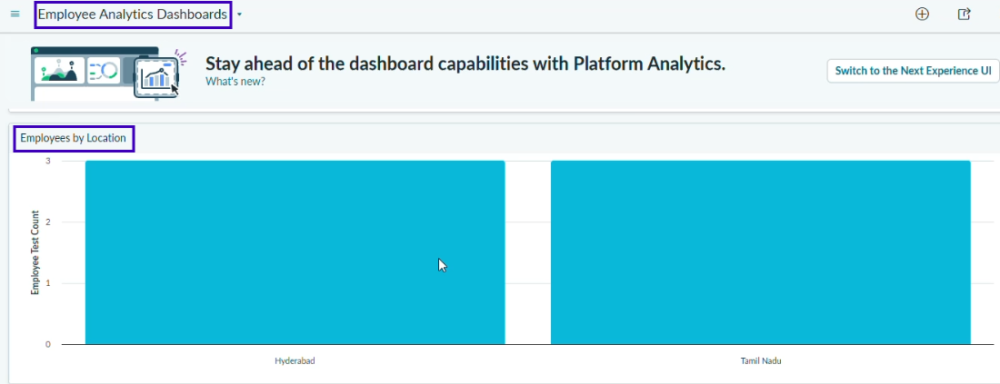 Employee Analytics Dashboards
Stay ahead of the dashboard capabilities with Platform Analytics.
What's new?
Switch to the Next Experience UI
Employees by Location
Employee Test Count
3
2
1
0
Hyderabad
Tamil Nadu